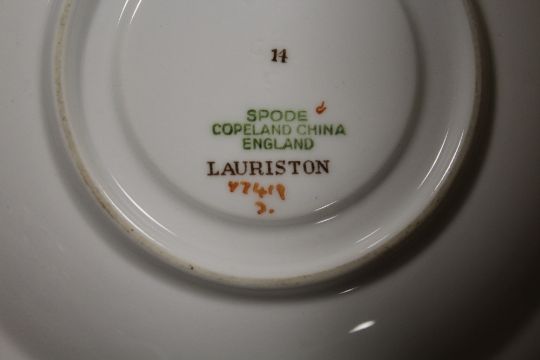 14
SPODE d
COPELAND CHINA
ENGLAND
LAURISTON
Y7419
J.